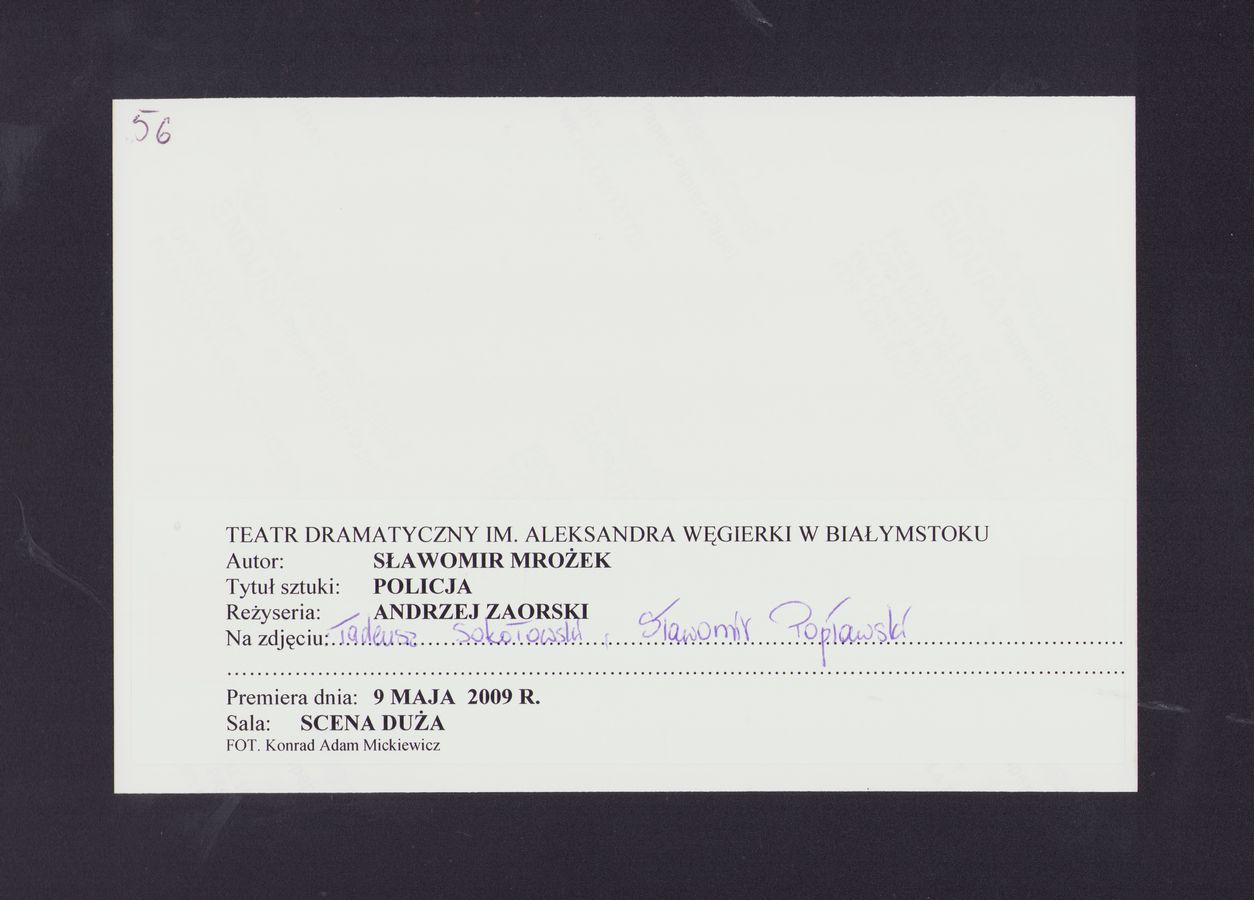 56
TEATR DRAMATYCZNY IM. ALEKSANDRA WĘGIERKI W BIAŁYMSTOKU
Autor: SŁAWOMIR MROŻEK
Tytuł sztuki: POLICJA
Reżyseria: ANDRZEJ ZAORSKI
Na zdjęciu: Tadeusz Sokołowski, Sławomir Popławski
Premiera dnia: 9 MAJA 2009 R.
Sala: SCENA DUŻA
FOT. Konrad Adam Mickiewicz